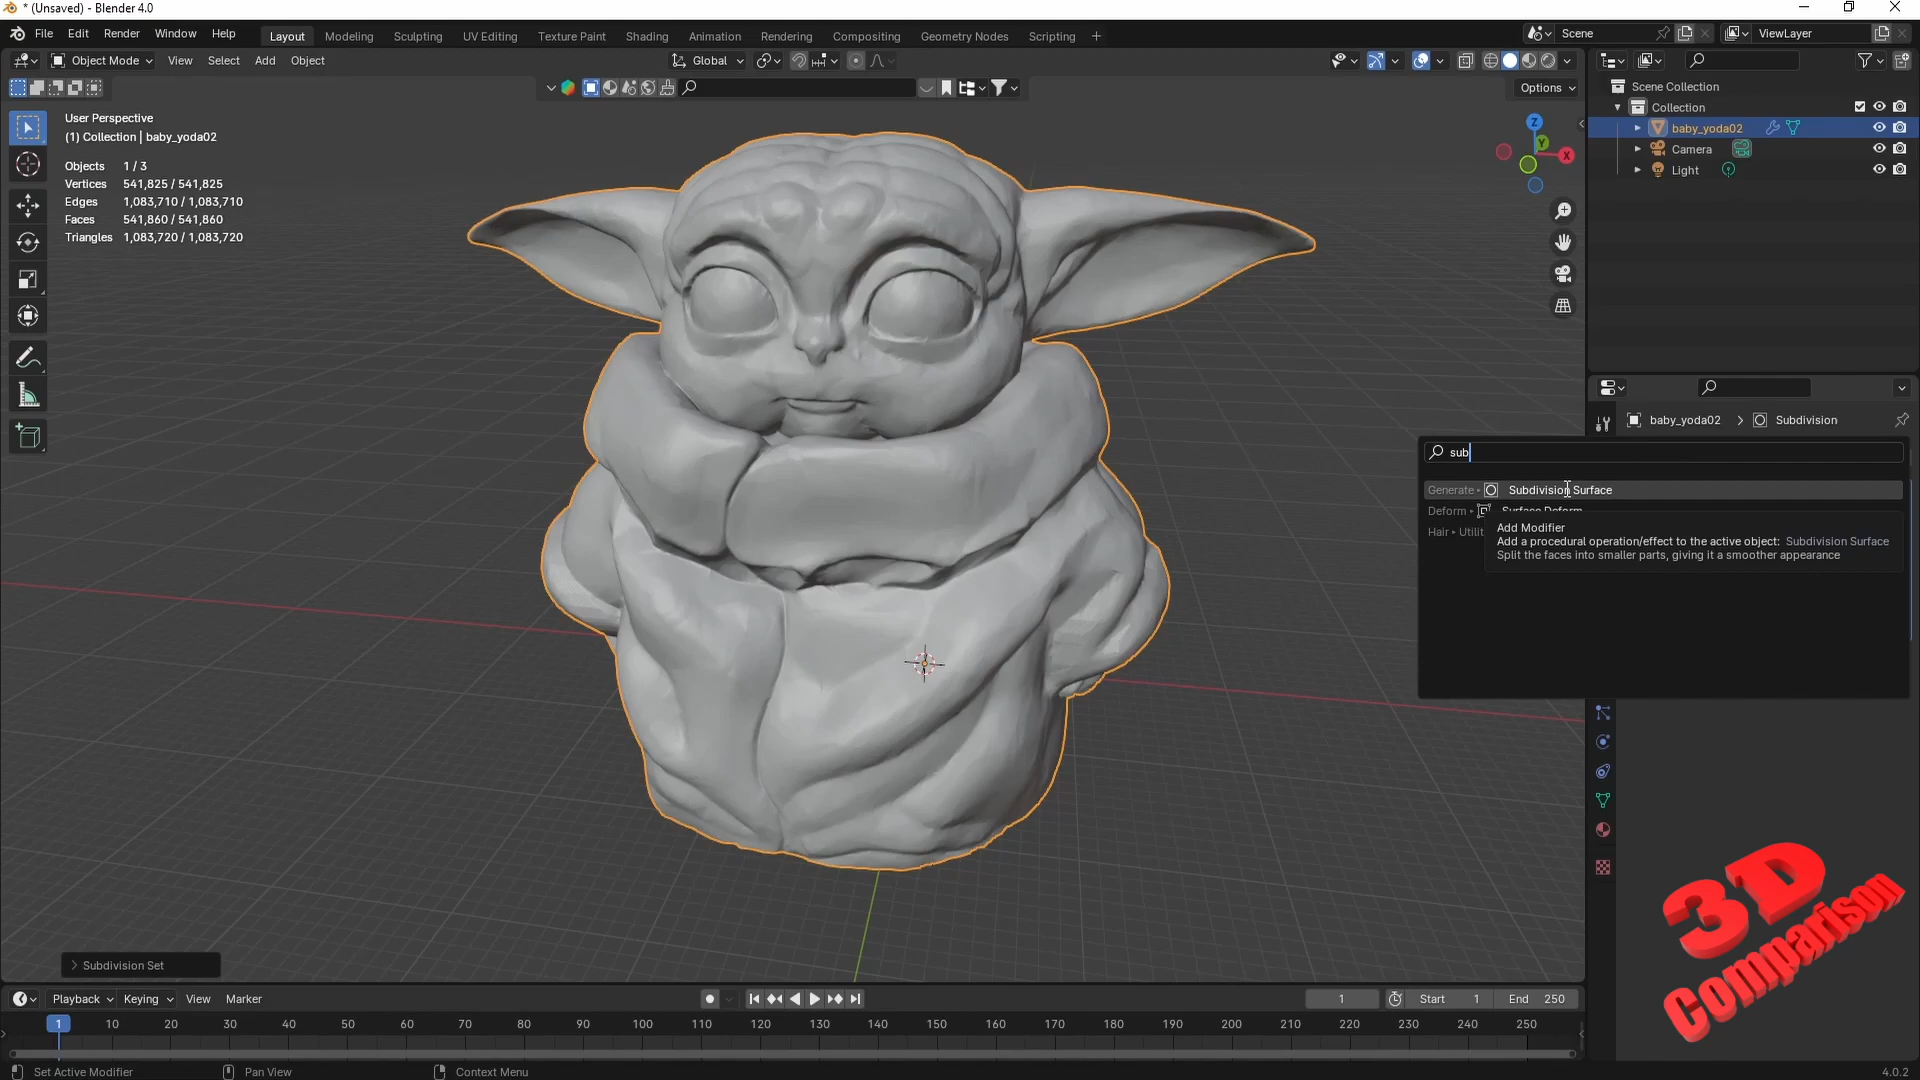 * (Unsaved) - Blender 4.0
File Edit Render Window Help
Layout Modeling Sculpting UV Editing Texture Paint Shading Animation Rendering Compositing Geometry Nodes Scripting +
Scene
ViewLayer
Object Mode View Select Add Object
Global
Options
User Perspective
(1) Collection | baby_yoda02
Objects 1 / 3
Vertices 541,825 / 541,825
Edges 1,083,710 / 1,083,710
Faces 541,860 / 541,860
Triangles 1,083,720 / 1,083,720
Z
Y
X
Scene Collection
Collection
baby_yoda02
Camera
Light
baby_yoda02 > Subdivision
sub
Generate Subdivision Surface
Deform Surface Deform
Hair Utilit
Add Modifier
Add a procedural operation/effect to the active object: Subdivision Surface
Split the faces into smaller parts, giving it a smoother appearance
3D
Comparison
> Subdivision Set
Playback Keying View Marker
1 Start 1 End 250
1 10 20 30 40 50 60 70 80 90 100 110 120 130 140 150 160 170 180 190 200 210 220 230 240 250
Set Active Modifier Pan View Context Menu
4.0.2